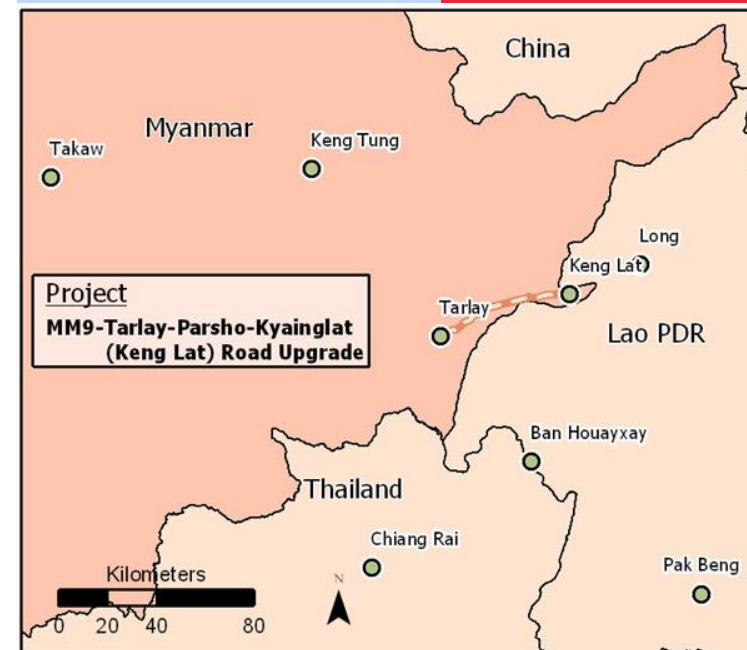 China
Myanmar
Takaw
Keng Tung
Long
Keng Lat
Project
MM9-Tarlay-Parsho-Kyainglat
(Keng Lat) Road Upgrade
Tarlay
Lao PDR
Ban Houayxay
Thailand
Chiang Rai
Pak Beng
Kilometers
N
0 20 40 80